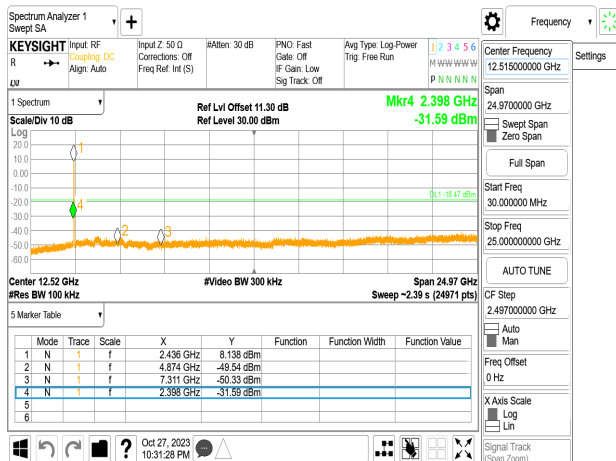 Spectrum Analyzer 1
Swept SA
Frequency
KEYSIGHT
R
LNI
Input: RF
Coupling: DC
Align: Auto
Input Z: 50 Ω
Corrections: Off
Freq Ref: Int (S)
#Atten: 30 dB
PNO: Fast
Gate: Off
IF Gain: Low
Sig Track: Off
Avg Type: Log-Power
Trig: Free Run
1 2 3 4 5 6
M W W W W W
P N N N N N
1 Spectrum
Scale/Div 10 dB
Ref Lvl Offset 11.30 dB
Ref Level 30.00 dBm
Mkr4 2.398 GHz
-31.59 dBm
Log
20.0
10.0
0.00
-10.0
-20.0
-30.0
-40.0
-50.0
-60.0
1
4
2
3
DL1 -18.47 dBm
Center 12.52 GHz
#Res BW 100 kHz
#Video BW 300 kHz
Span 24.97 GHz
Sweep ~2.39 s (24971 pts)
5 Marker Table
Mode Trace Scale X Y Function Function Width Function Value
1 N 1 f 2.436 GHz 8.138 dBm
2 N 1 f 4.874 GHz -49.54 dBm
3 N 1 f 7.311 GHz -50.33 dBm
4 N 1 f 2.398 GHz -31.59 dBm
5
6
?
Oct 27, 2023
10:31:28 PM
Center Frequency
12.515000000 GHz
Settings
Span
24.9700000 GHz
Swept Span
Zero Span
Full Span
Start Freq
30.000000 MHz
Stop Freq
25.000000000 GHz
AUTO TUNE
CF Step
2.497000000 GHz
Auto
Man
Freq Offset
0 Hz
X Axis Scale
Log
Lin
Signal Track
(Span Zoom)